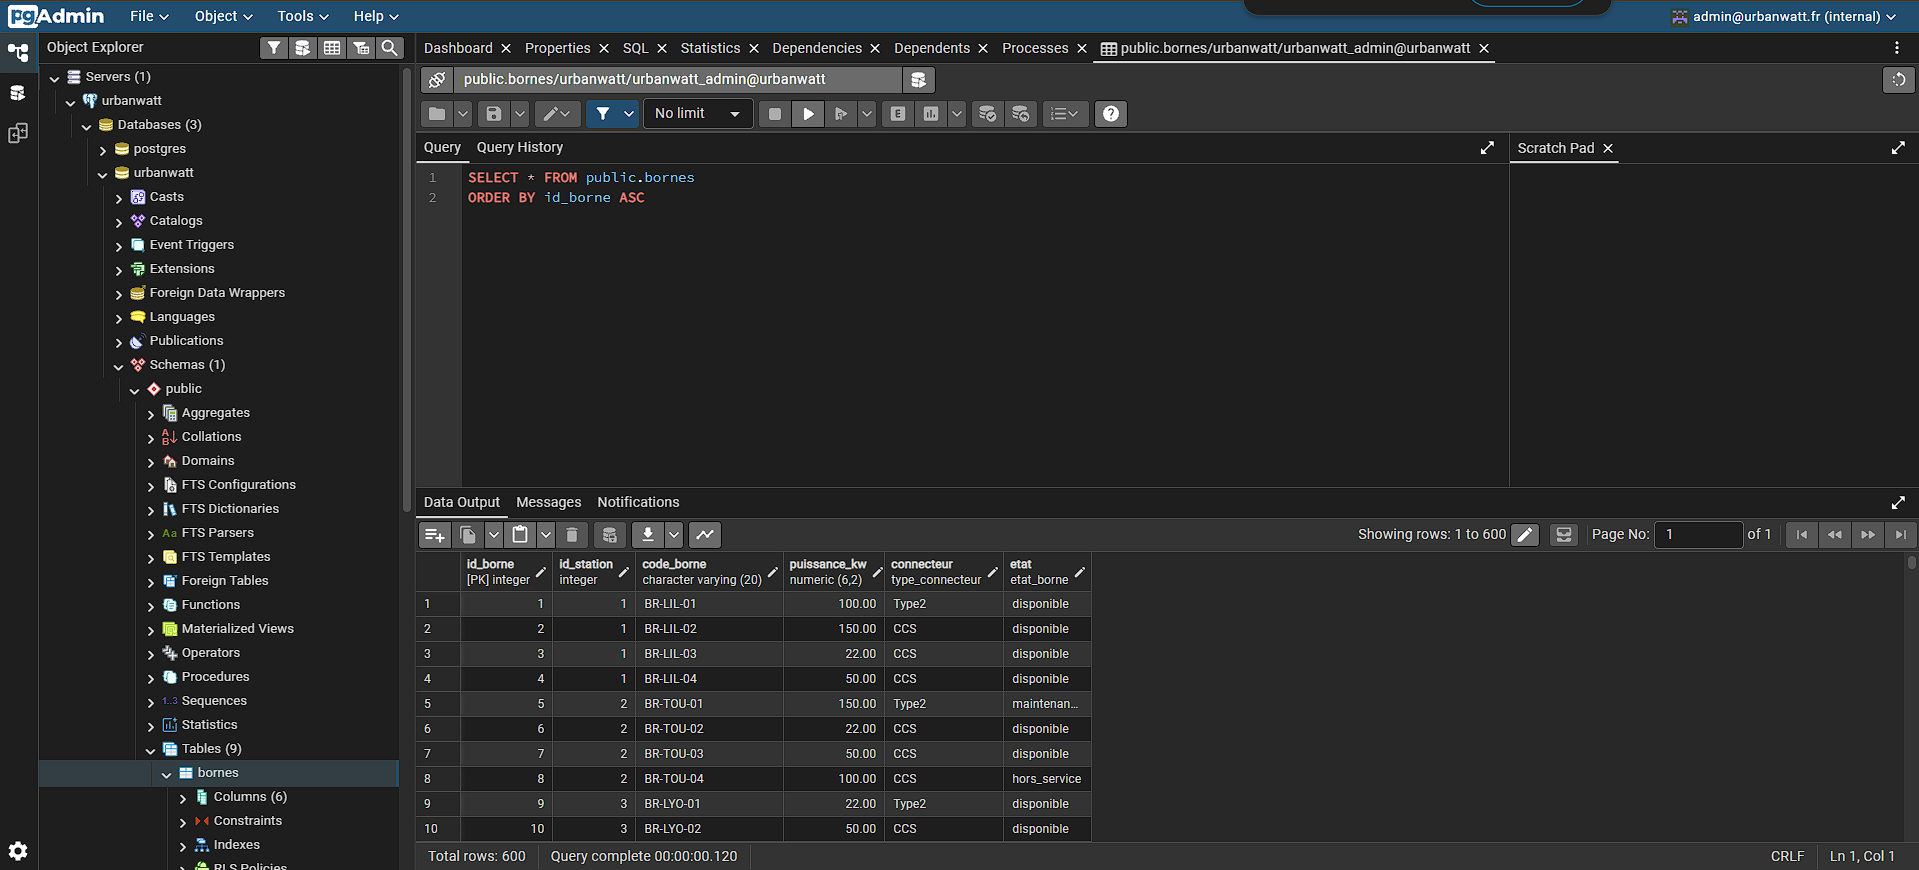 pgAdmin File Object Tools Help admin@urbanwatt.fr (internal)
Object Explorer
Dashboard Properties SQL Statistics Dependencies Dependents Processes public.bornes/urbanwatt/urbanwatt_admin@urbanwatt
Servers (1)
urbanwatt
Databases (3)
postgres
urbanwatt
Casts
Catalogs
Event Triggers
Extensions
Foreign Data Wrappers
Languages
Publications
Schemas (1)
public
Aggregates
Collations
Domains
FTS Configurations
FTS Dictionaries
Aa FTS Parsers
FTS Templates
Foreign Tables
Functions
Materialized Views
Operators
Procedures
1..3 Sequences
Statistics
Tables (9)
bornes
Columns (6)
Constraints
Indexes
RLS Policies
public.bornes/urbanwatt/urbanwatt_admin@urbanwatt
No limit E
Query Query History
Scratch Pad
1 SELECT * FROM public.bornes
2 ORDER BY id_borne ASC
Data Output Messages Notifications
Showing rows: 1 to 600 Page No: 1 of 1
id_borne id_station code_borne puissance_kw connecteur etat
[PK] integer integer character varying (20) numeric (6,2) type_connecteur etat_borne
1 1 1 BR-LIL-01 100.00 Type2 disponible
2 2 1 BR-LIL-02 150.00 CCS disponible
3 3 1 BR-LIL-03 22.00 CCS disponible
4 4 1 BR-LIL-04 50.00 CCS disponible
5 5 2 BR-TOU-01 150.00 Type2 maintenan...
6 6 2 BR-TOU-02 22.00 CCS disponible
7 7 2 BR-TOU-03 50.00 CCS disponible
8 8 2 BR-TOU-04 100.00 CCS hors_service
9 9 3 BR-LYO-01 22.00 Type2 disponible
10 10 3 BR-LYO-02 50.00 CCS disponible
Total rows: 600 Query complete 00:00:00.120 CRLF Ln 1, Col 1